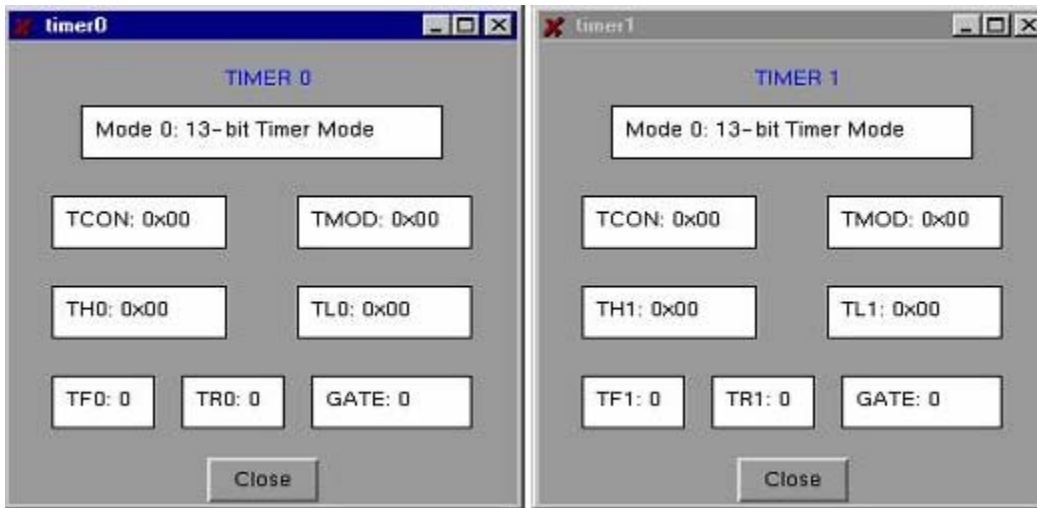 timer0
TIMER 0
Mode 0: 13-bit Timer Mode
TCON: 0x00 TMOD: 0x00
TH0: 0x00 TL0: 0x00
TF0: 0 TR0: 0 GATE: 0
Close
timer1
TIMER 1
Mode 0: 13-bit Timer Mode
TCON: 0x00 TMOD: 0x00
TH1: 0x00 TL1: 0x00
TF1: 0 TR1: 0 GATE: 0
Close